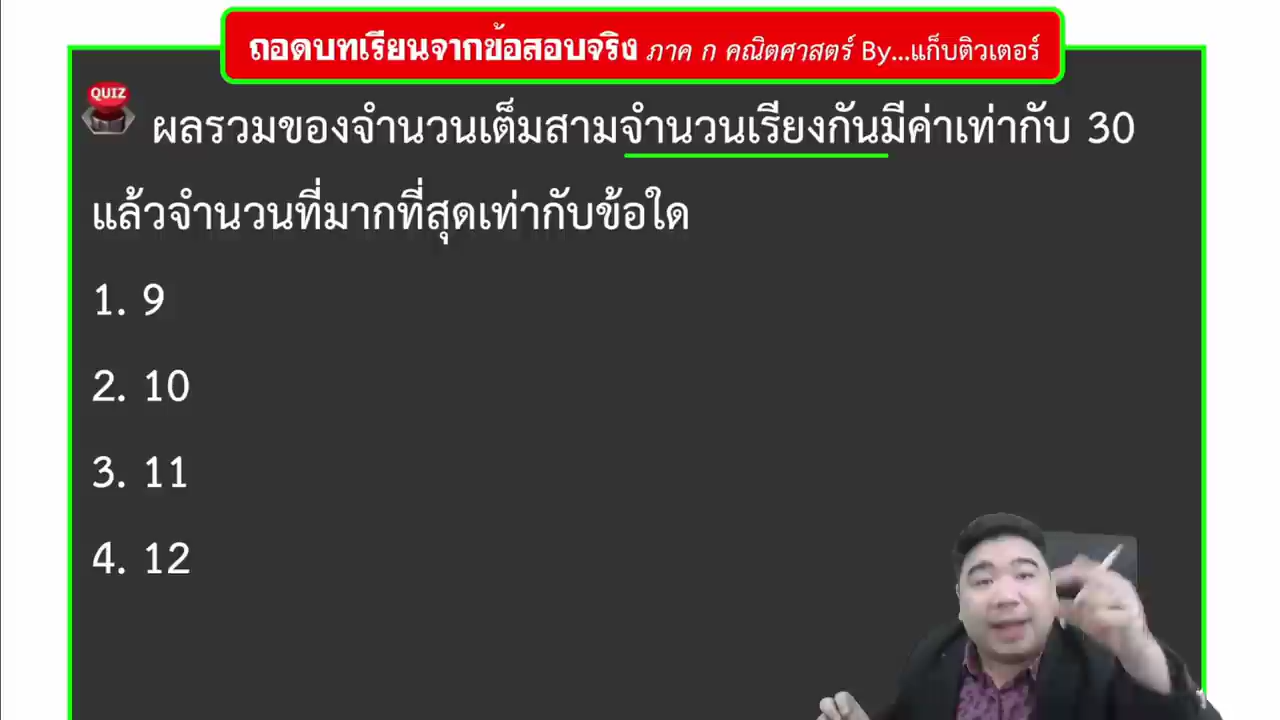 ถอดบทเรียนจากข้อสอบจริง ภาค ก คณิตศาสตร์ By...แก็บติวเตอร์
QUIZ
ผลรวมของจำนวนเต็มสามจำนวนเรียงกันมีค่าเท่ากับ 30
แล้วจำนวนที่มากที่สุดเท่ากับข้อใด
1. 9
2. 10
3. 11
4. 12